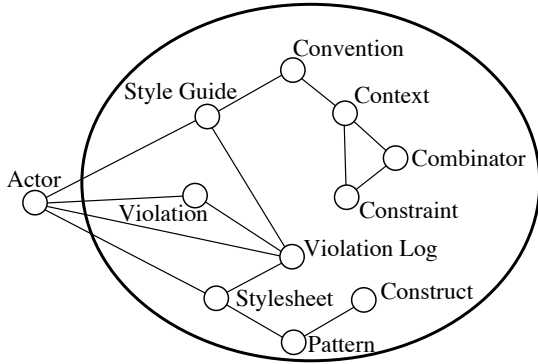 Convention
Style Guide
Context
Combinator
Actor
Violation
Constraint
Violation Log
Stylesheet
Construct
Pattern